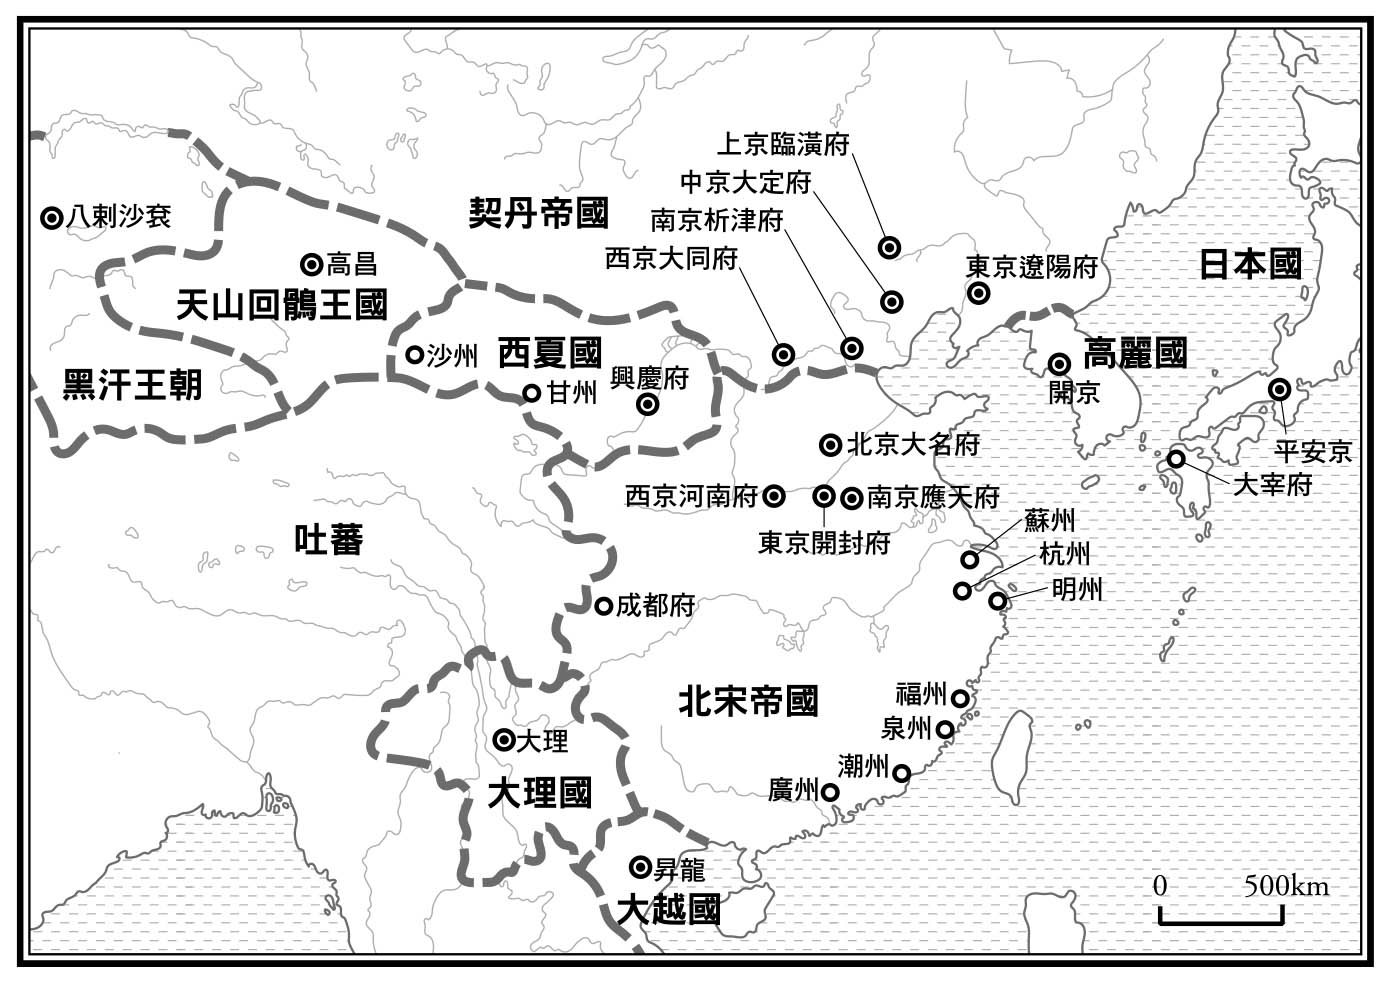 上京臨潢府
中京大定府
契丹帝國
南京析津府
八剌沙袞
西京大同府
日本國
高昌
東京遼陽府
天山回鶻王國
沙州
西夏國
高麗國
黑汗王朝
興慶府
甘州
開京
北京大名府
平安京
大宰府
西京河南府
南京應天府
蘇州
吐蕃
東京開封府
杭州
明州
成都府
北宋帝國
福州
泉州
大理
潮州
大理國
廣州
昇龍
大越國
0
500km